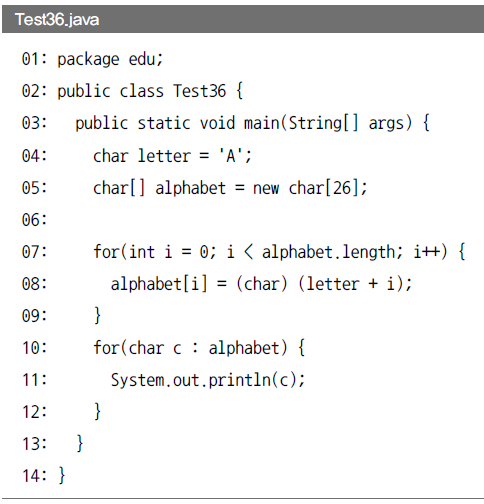 Test36.java
01: package edu;
02: public class Test36 {
03:   public static void main(String[] args) {
04:     char letter = 'A';
05:     char[] alphabet = new char[26];
06:
07:     for(int i = 0; i < alphabet.length; i++) {
08:       alphabet[i] = (char) (letter + i);
09:     }
10:     for(char c : alphabet) {
11:       System.out.println(c);
12:     }
13:   }
14: }